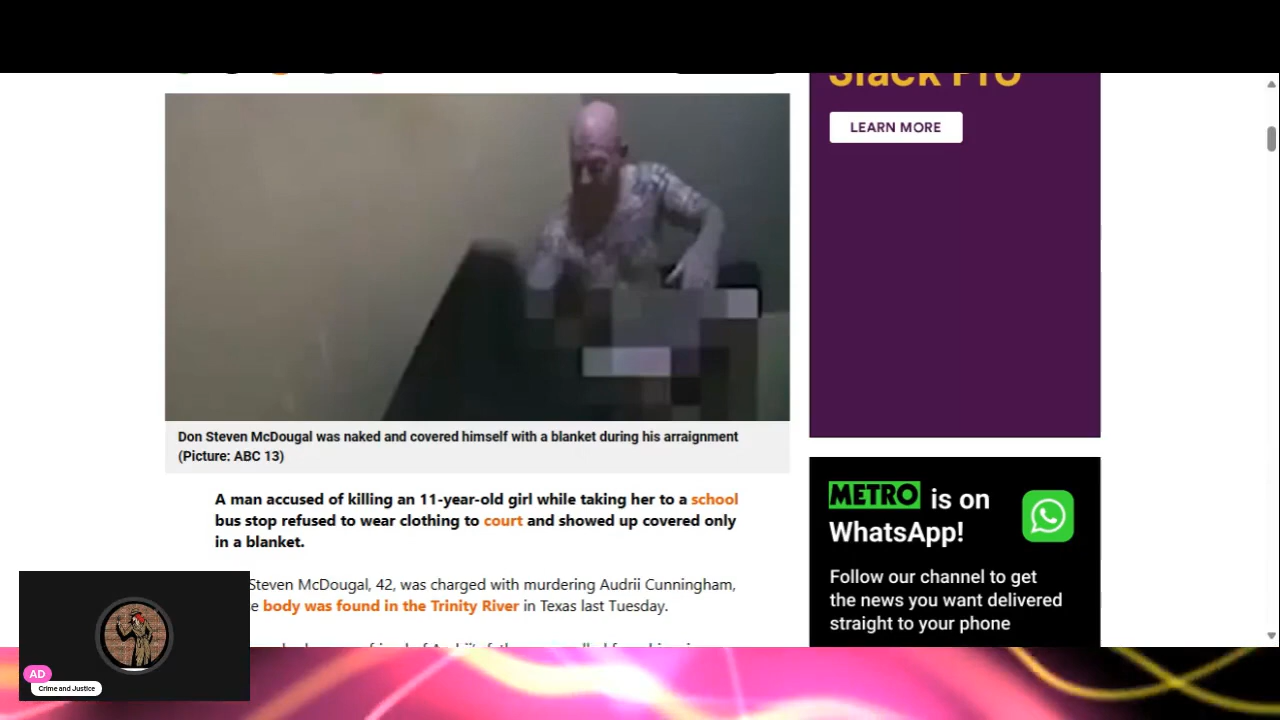 Slack Pro
LEARN MORE
Don Steven McDougal was naked and covered himself with a blanket during his arraignment
(Picture: ABC 13)
A man accused of killing an 11-year-old girl while taking her to a school
bus stop refused to wear clothing to court and showed up covered only
in a blanket.
Steven McDougal, 42, was charged with murdering Audrii Cunningham,
body was found in the Trinity River in Texas last Tuesday.
METRO is on
WhatsApp!
Follow our channel to get
the news you want delivered
straight to your phone
AD
Crime and Justice